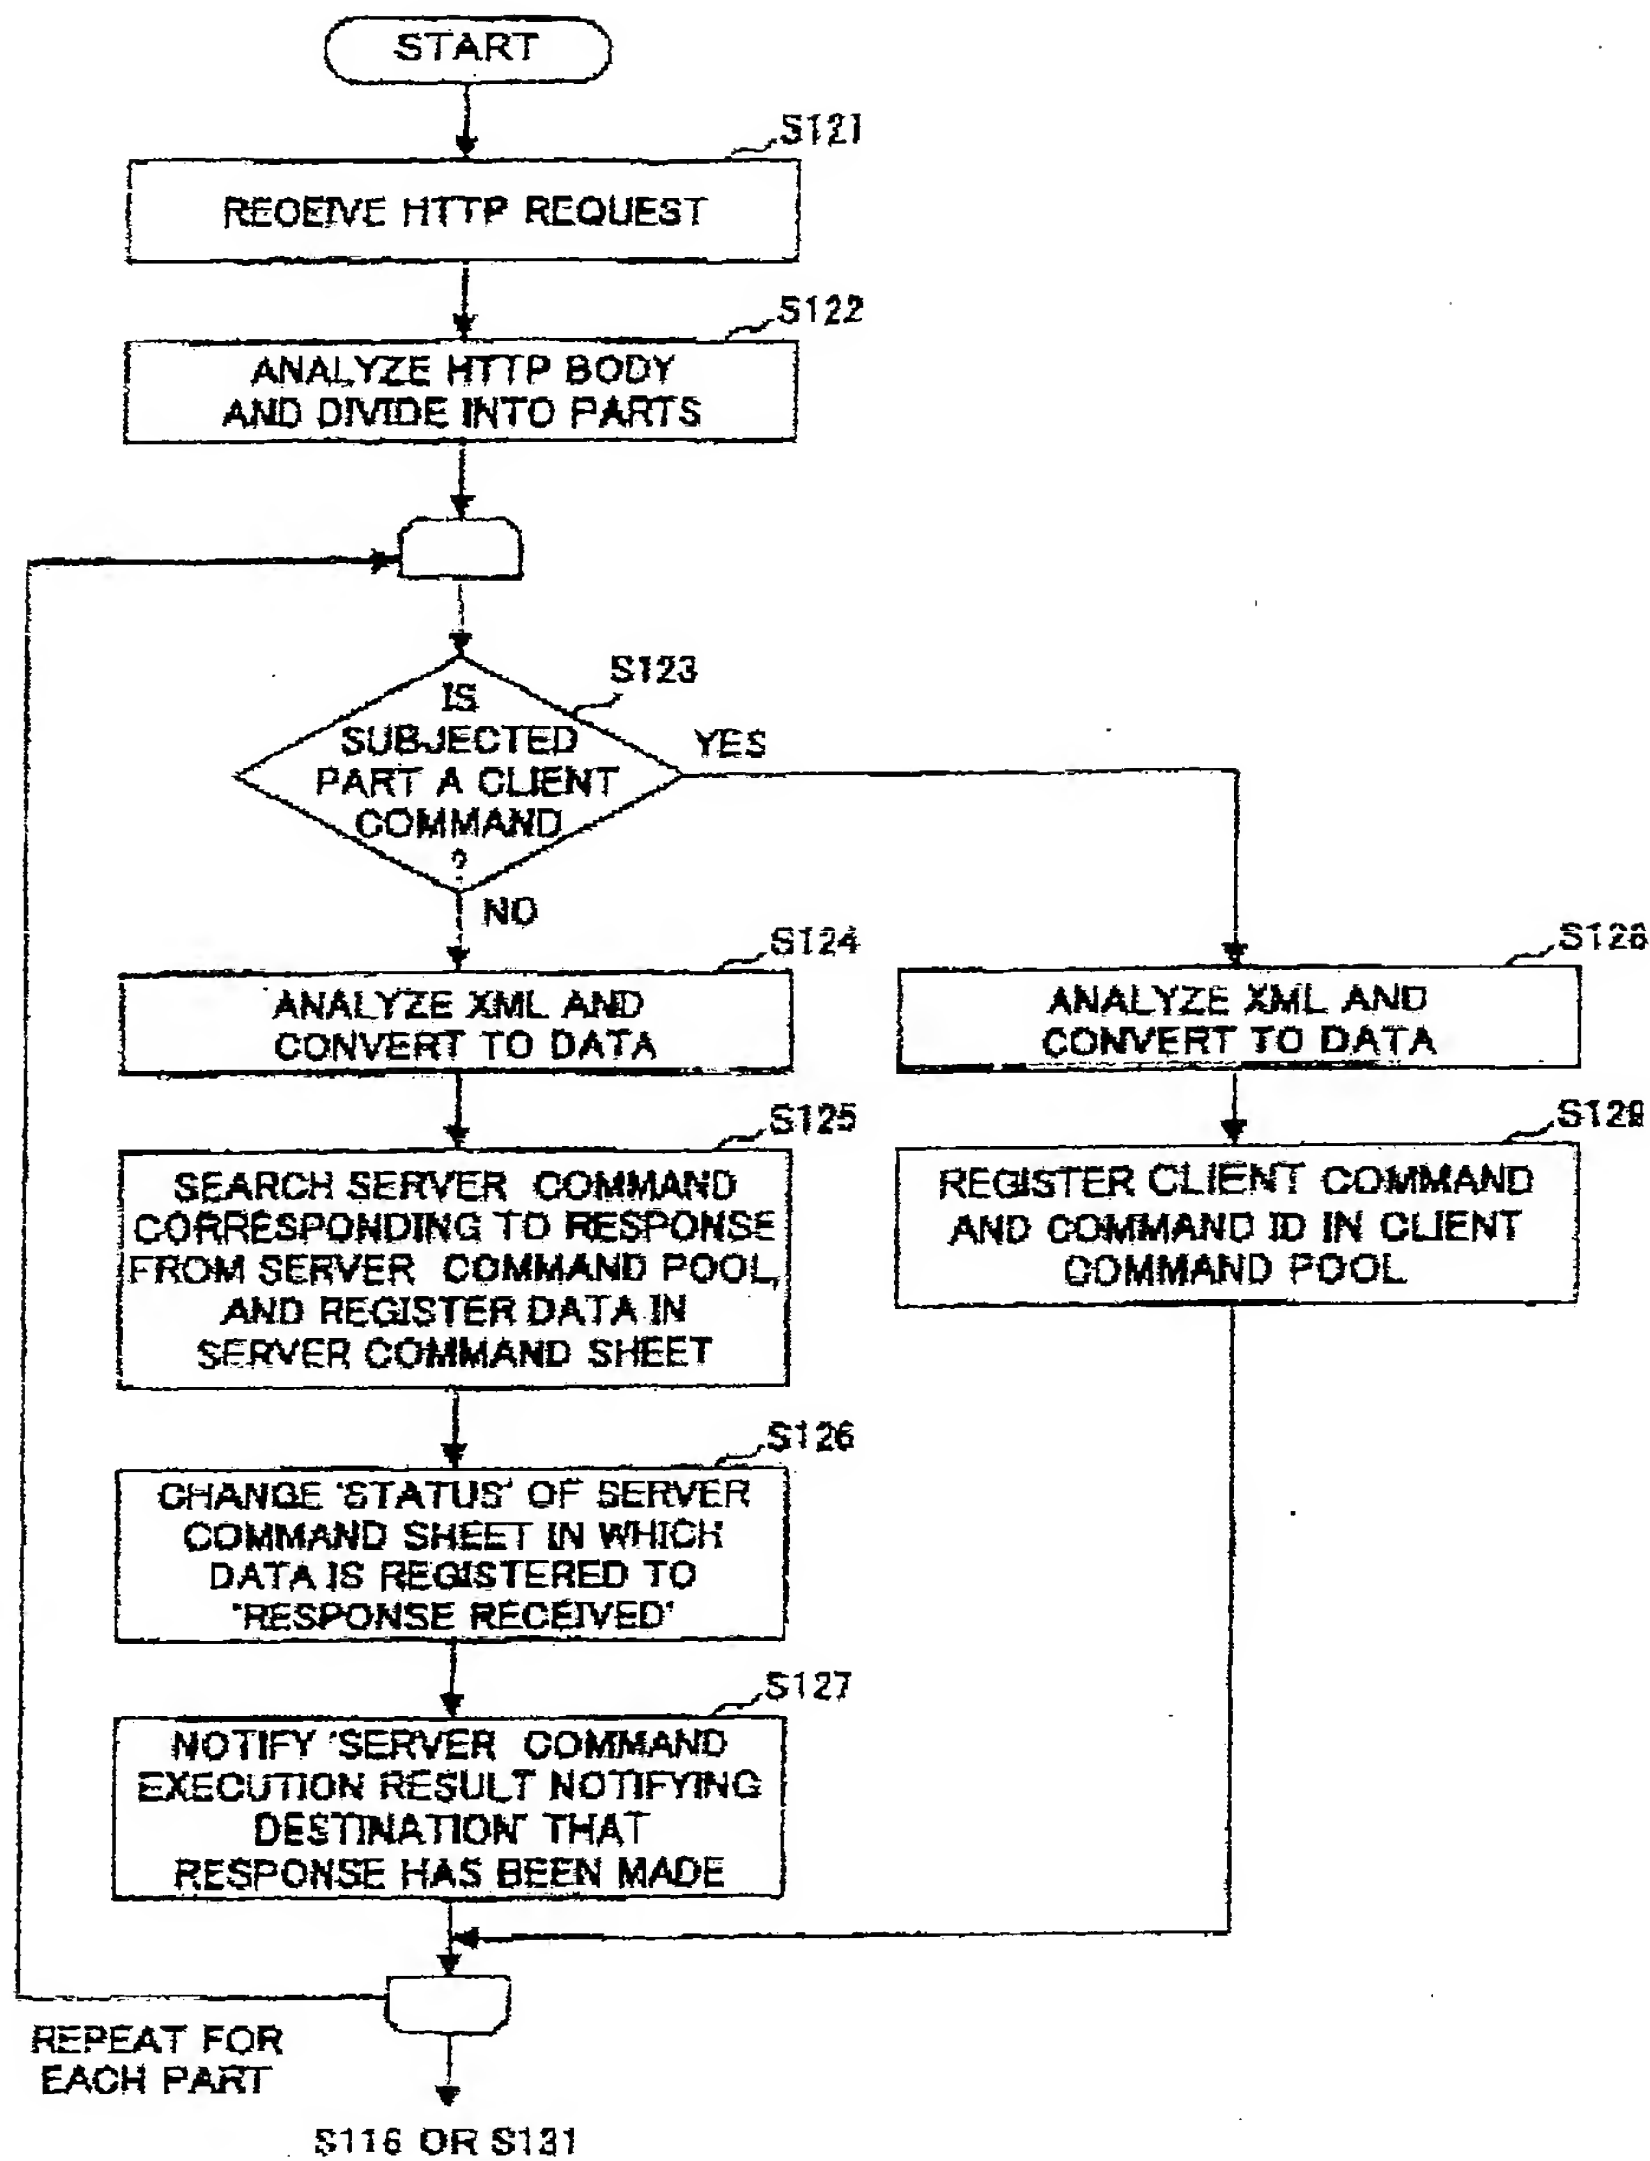 START
S121
RECEIVE HTTP REQUEST
S122
ANALYZE HTTP BODY
AND DIVIDE INTO PARTS
S123
IS
SUBJECTED
PART A CLIENT
COMMAND
?
YES
NO
S124
ANALYZE XML AND
CONVERT TO DATA
S128
ANALYZE XML AND
CONVERT TO DATA
S125
SEARCH SERVER COMMAND
CORRESPONDING TO RESPONSE
FROM SERVER COMMAND POOL,
AND REGISTER DATA IN
SERVER COMMAND SHEET
S129
REGISTER CLIENT COMMAND
AND COMMAND ID IN CLIENT
COMMAND POOL
S126
CHANGE 'STATUS' OF SERVER
COMMAND SHEET IN WHICH
DATA IS REGISTERED TO
'RESPONSE RECEIVED'
S127
NOTIFY 'SERVER COMMAND
EXECUTION RESULT NOTIFYING
DESTINATION' THAT
RESPONSE HAS BEEN MADE
REPEAT FOR
EACH PART
S116 OR S131